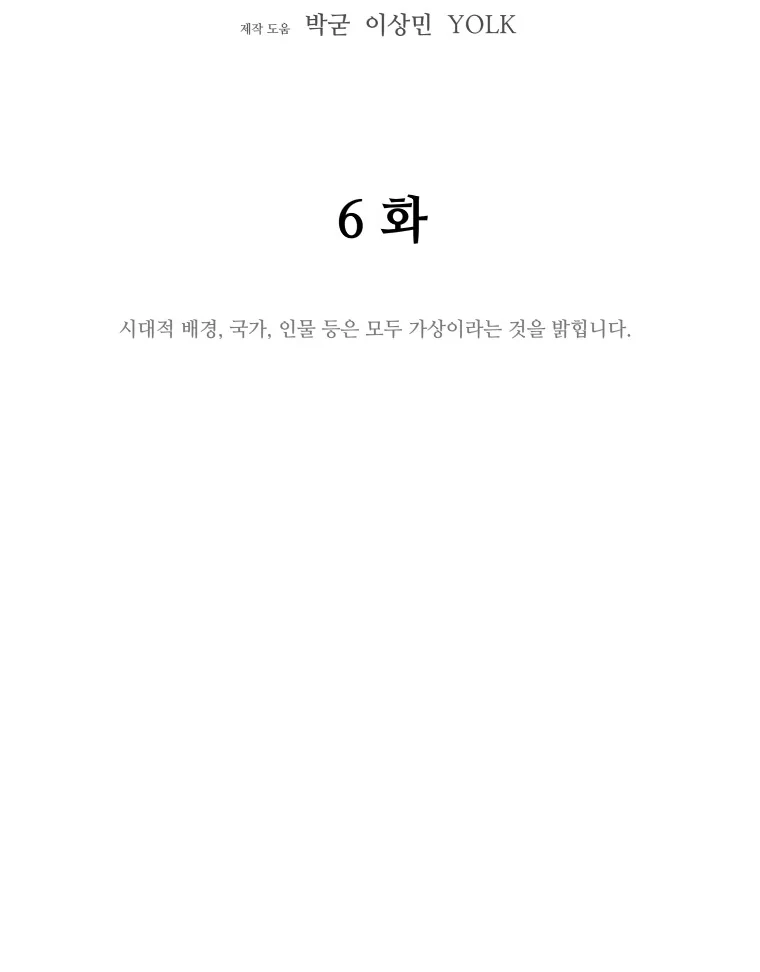 제작 도움 박굳 이상민 YOLK
6 화
시대적 배경, 국가, 인물 등은 모두 가상이라는 것을 밝힙니다.